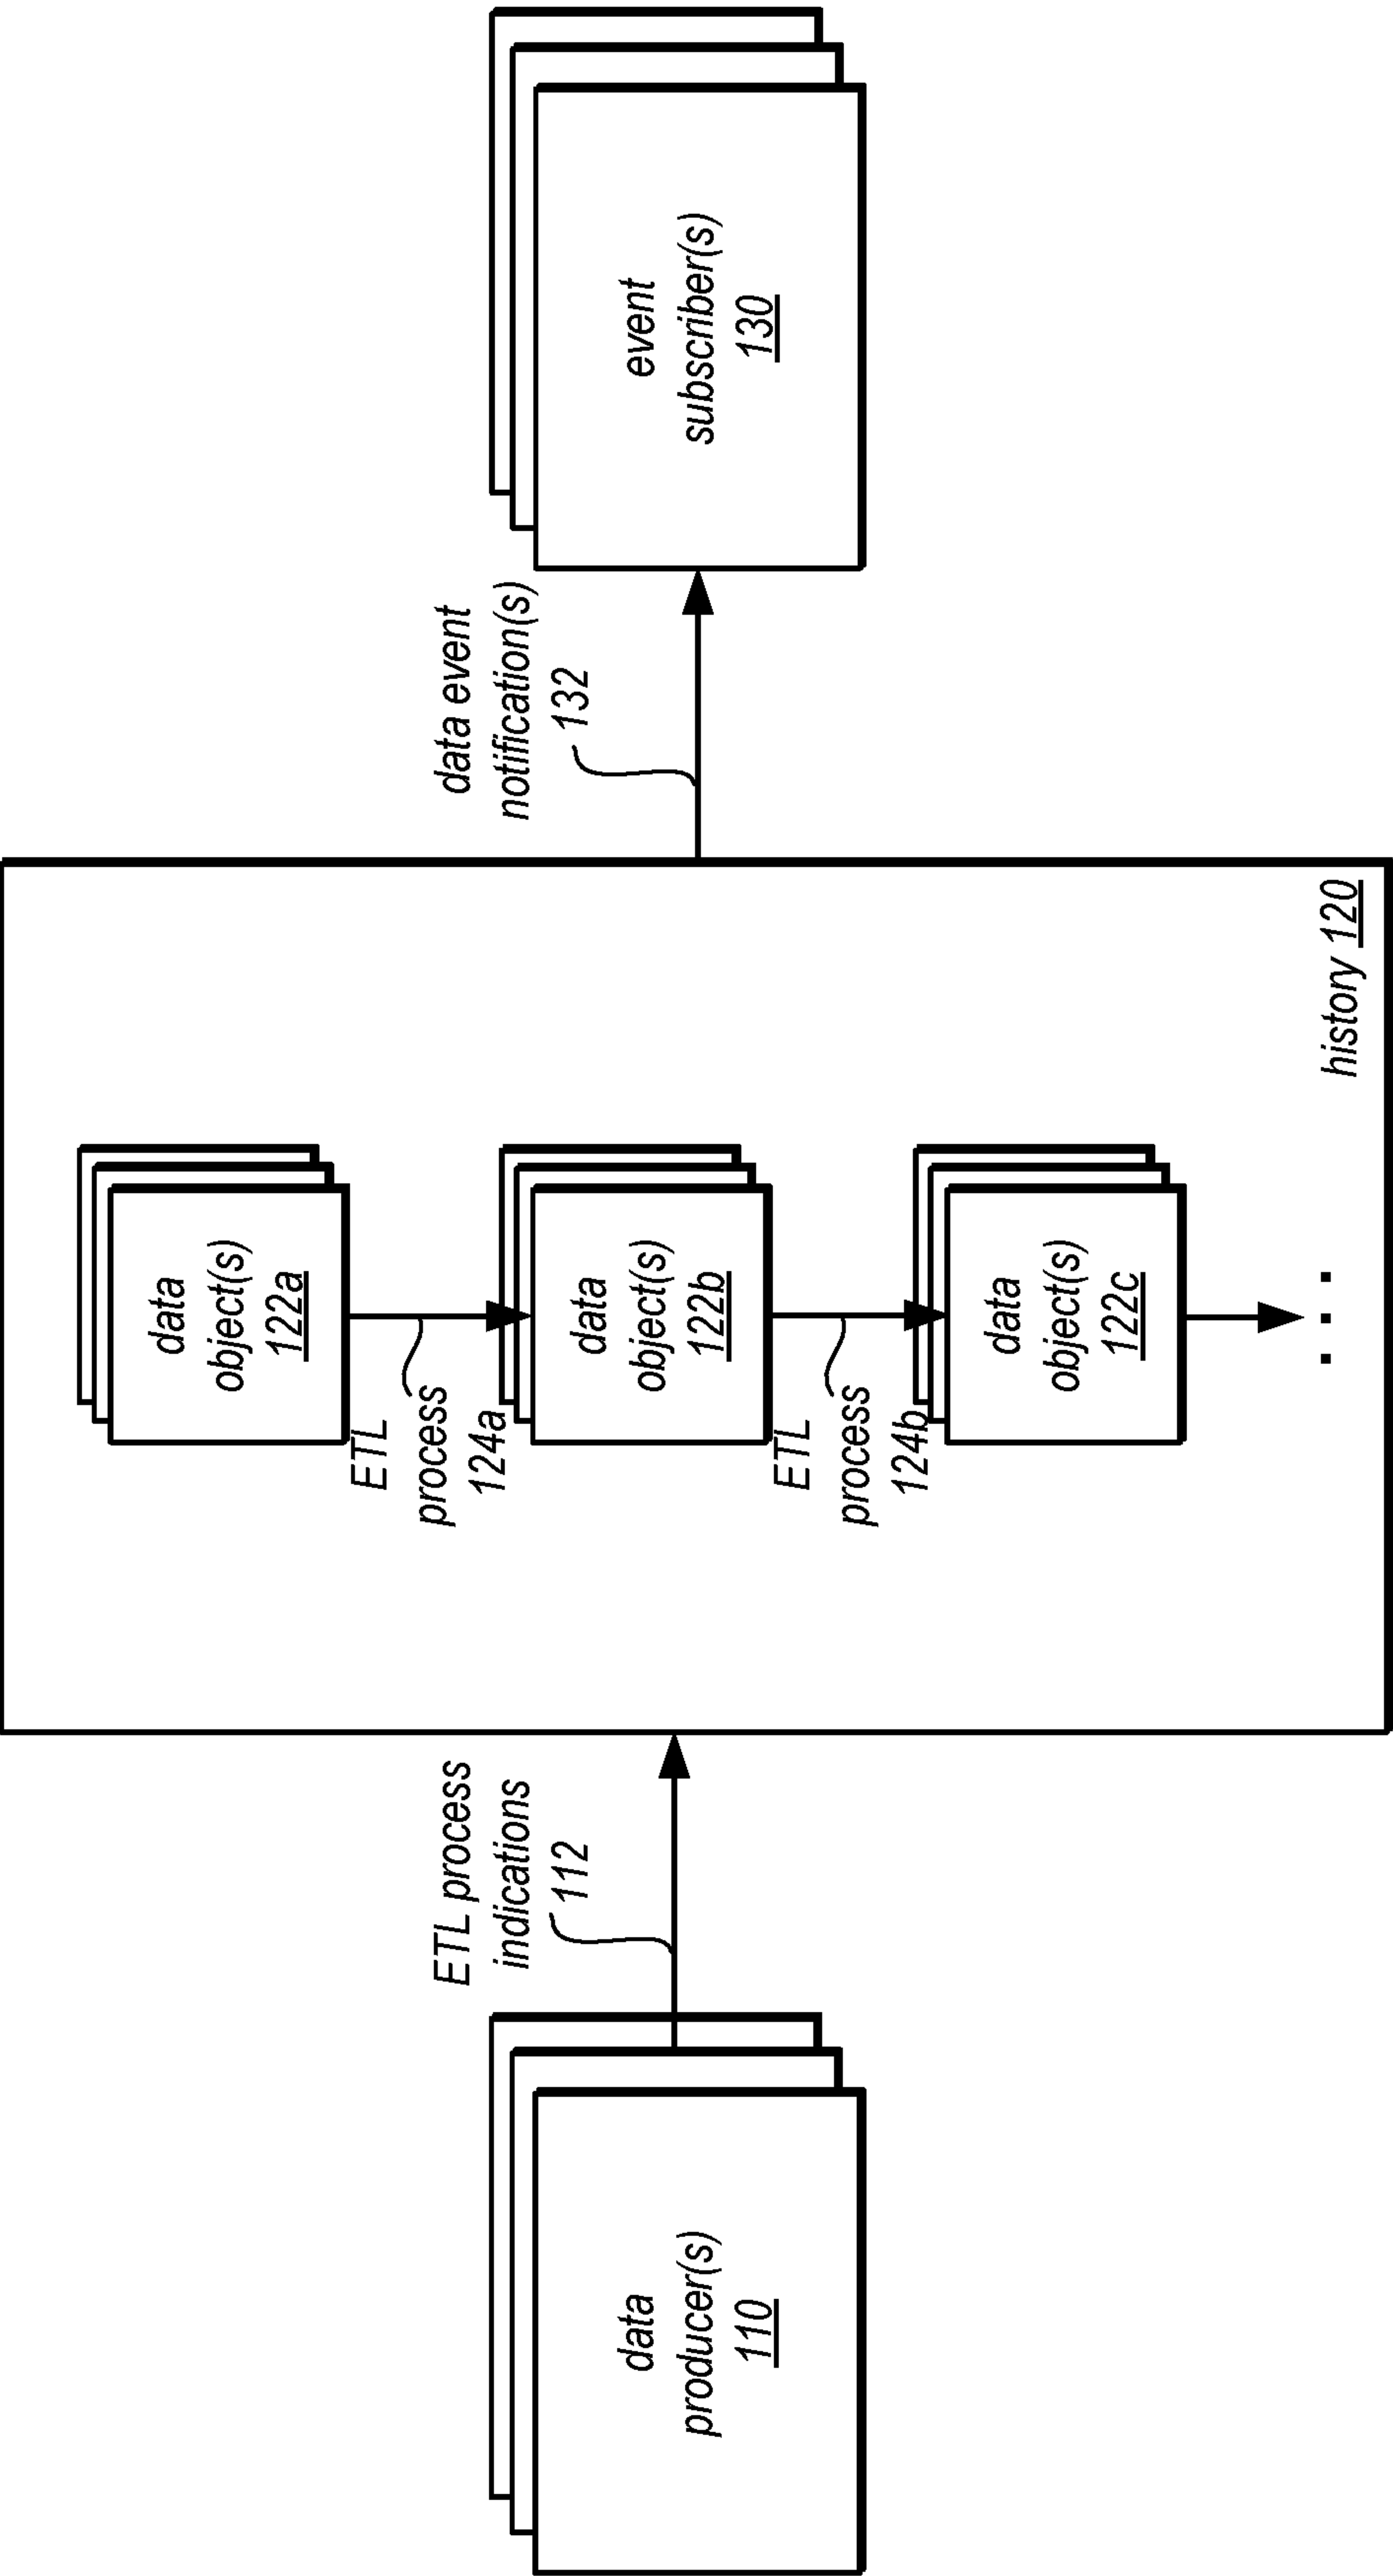 data
producer(s)
110
ETL process
indications
112
data
object(s)
122a
ETL
process
124a
data
object(s)
122b
ETL
process
124b
data
object(s)
122c
history 120
data event
notification(s)
132
event
subscriber(s)
130